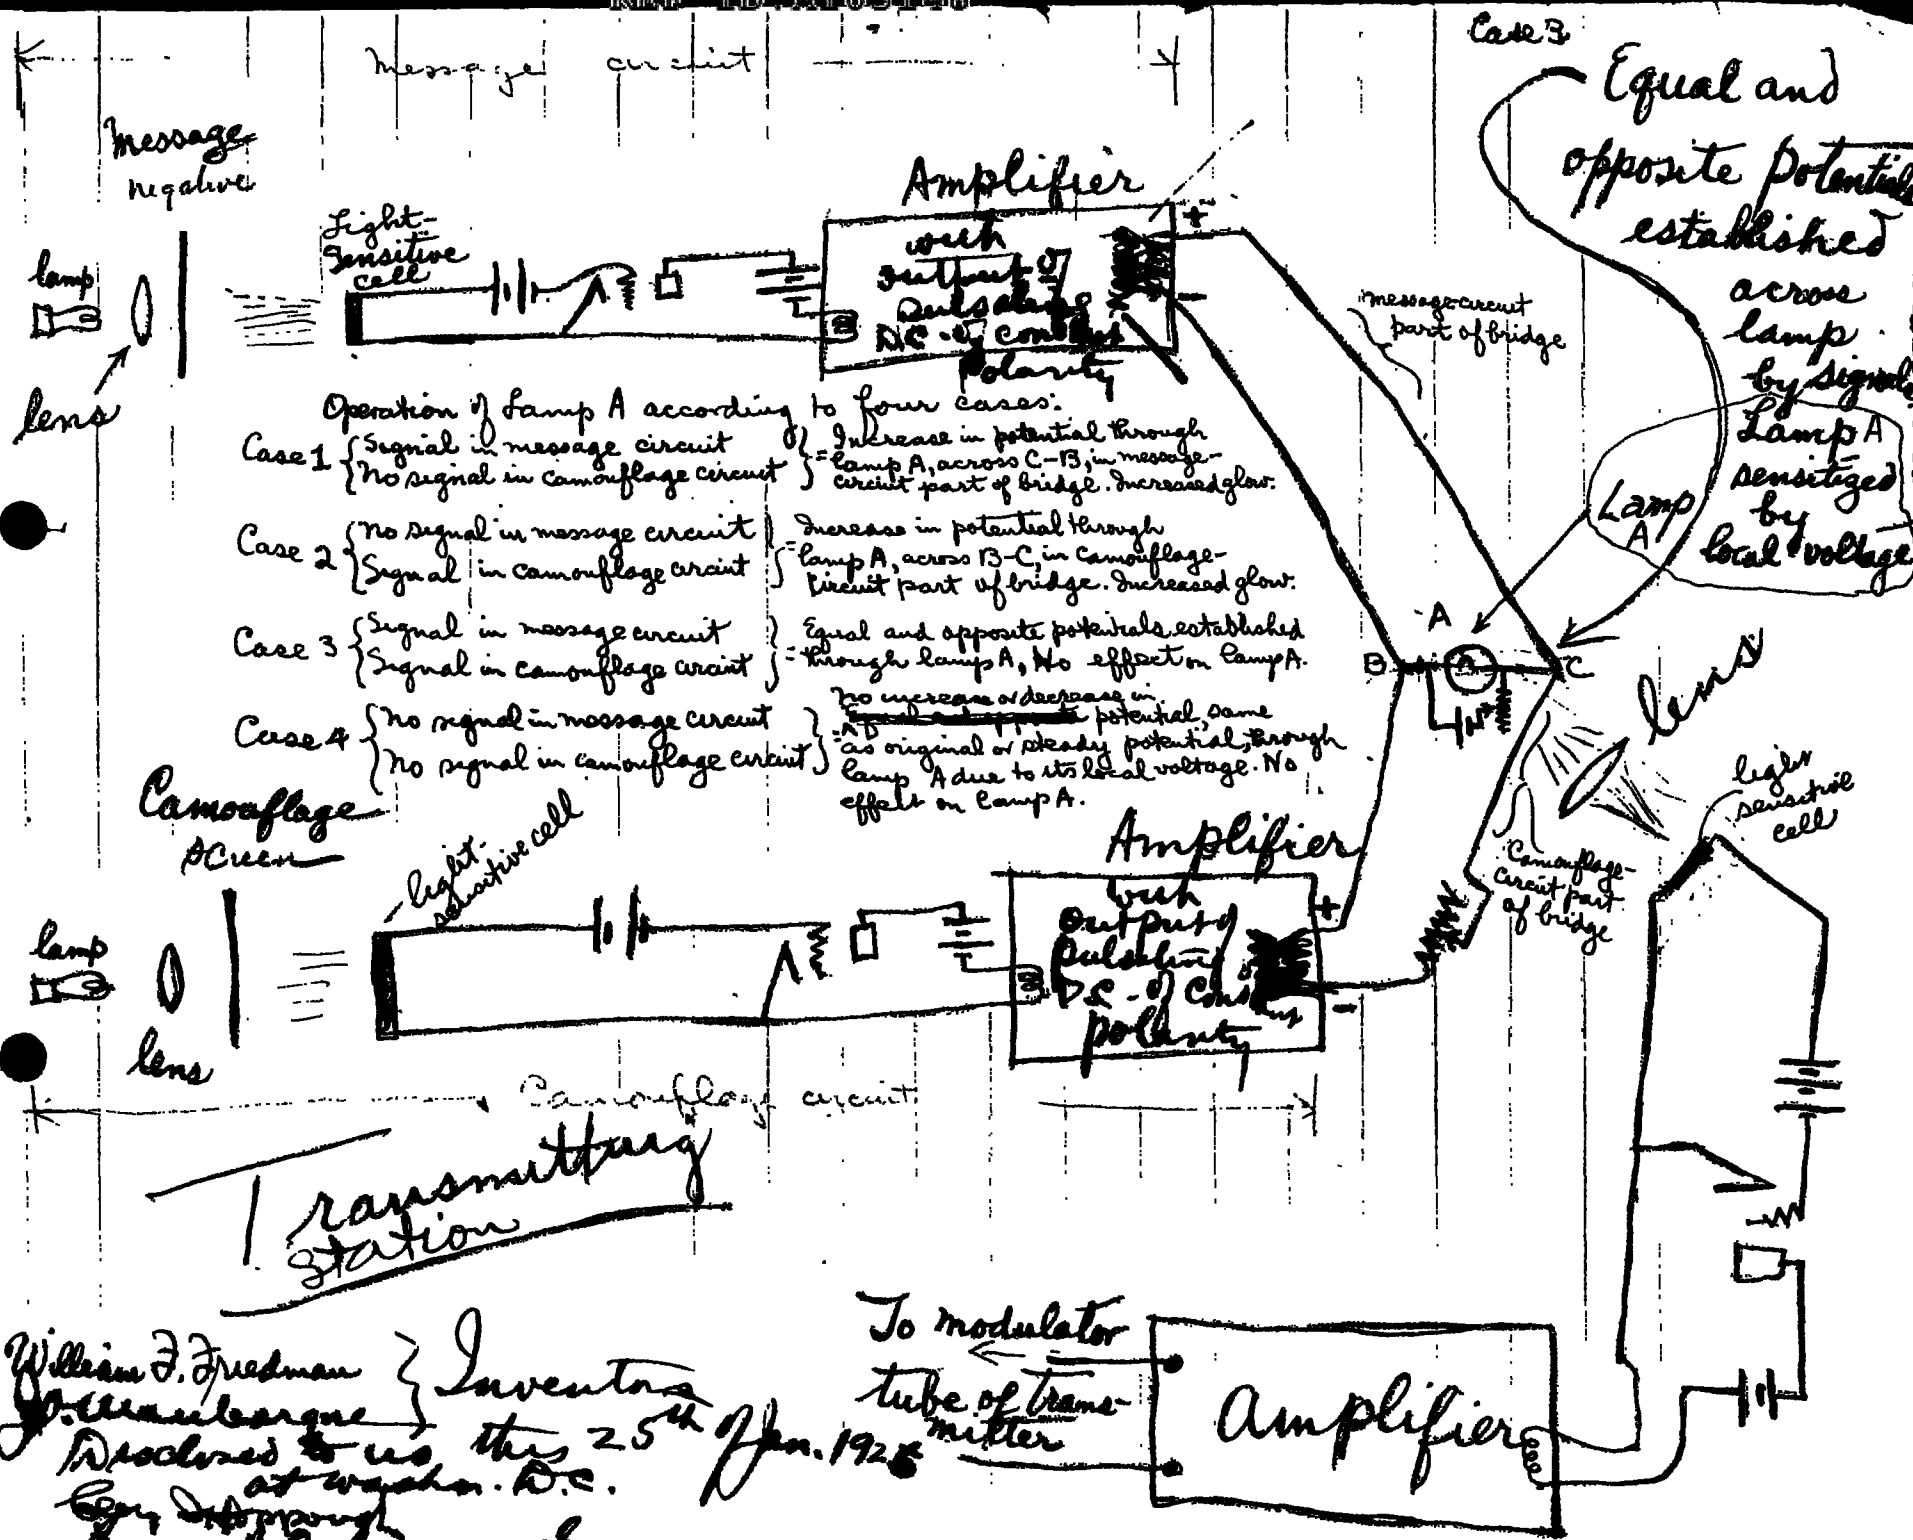 Message circuit
Case 3
Equal and
opposite Potentials
established
across
lamp
by signals
Lamp A
sensitized
by
local voltage
Message
negative
lamp
lens
Light-
Sensitive
cell
Amplifier
with
output of
Pulsating
D.C. - of constant
Polarity
+
-
message-circuit
part of bridge
Operation of Lamp A according to four cases:
Case 1 { Signal in message circuit
No signal in camouflage circuit } = Increase in potential through
lamp A, across C-B, in message-
circuit part of bridge. Increased glow.
Case 2 { No signal in message circuit
Signal in camouflage circuit } = Increase in potential through
lamp A, across B-C, in camouflage-
circuit part of bridge. Increased glow.
Case 3 { Signal in message circuit
Signal in camouflage circuit } = Equal and opposite potentials established
through lamp A, No effect on lamp A.
Case 4 { No signal in message circuit
No signal in camouflage circuit } = No increase or decrease in
potential, same
as original or steady potential, through
lamp A due to its local voltage. No
effect on Lamp A.
Lamp
A
A
B
C
lens
light
sensitive
cell
Camouflage-
circuit part
of bridge
Camouflage
screen
light-
sensitive cell
lamp
lens
Amplifier
with
output of
Pulsating
D.C. - of
polarity
+
-
Camouflage circuit
Transmitting
Station
William F. Friedman } Inventors
Disclosed to us this 25th of Jan. 192
at Washn. D.C.
To modulator
tube of trans-
mitter
Amplifier